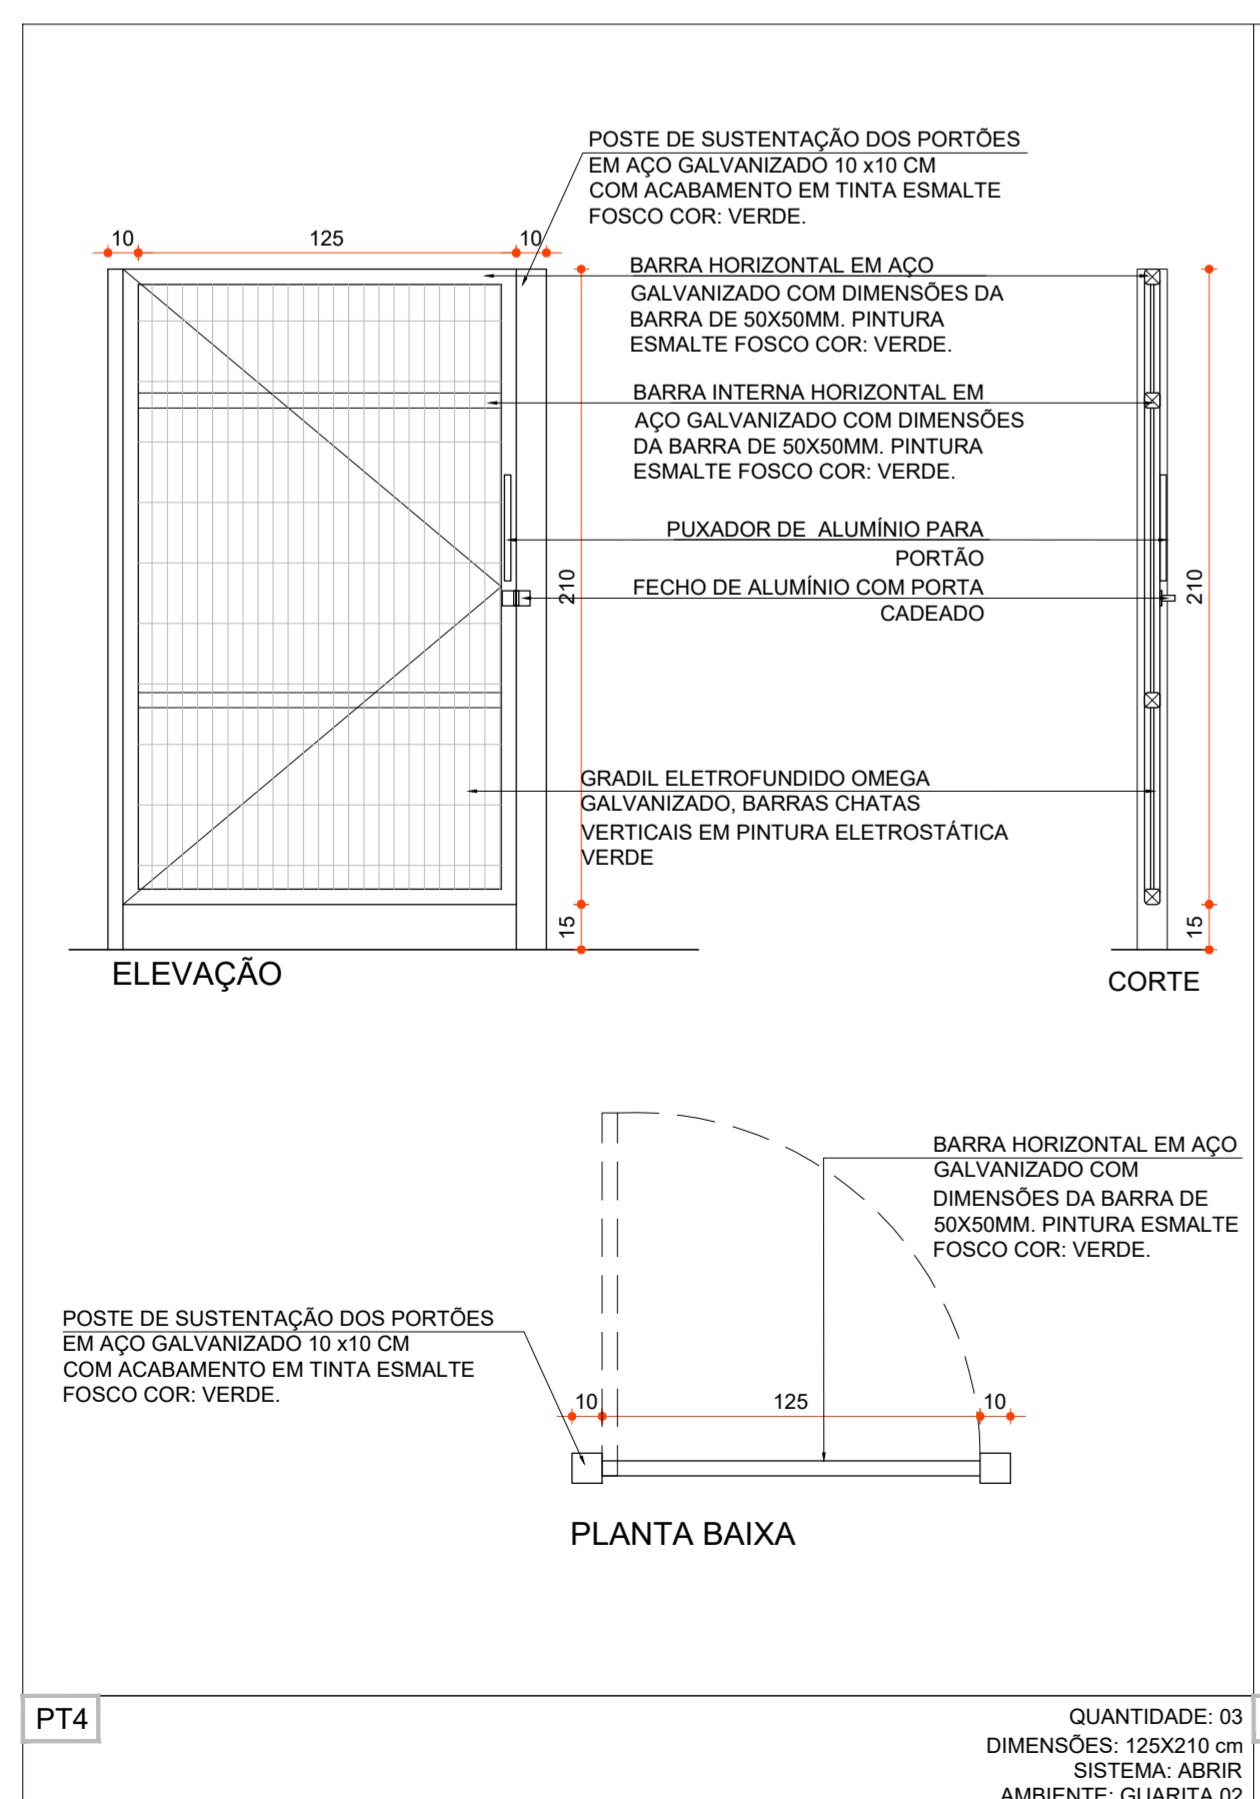 POSTE DE SUSTENTAÇÃO DOS PORTÕES
EM AÇO GALVANIZADO 10 x10 CM
COM ACABAMENTO EM TINTA ESMALTE
FOSCO COR: VERDE.
10
125
10
BARRA HORIZONTAL EM AÇO
GALVANIZADO COM DIMENSÕES DA
BARRA DE 50X50MM. PINTURA
ESMALTE FOSCO COR: VERDE.
BARRA INTERNA HORIZONTAL EM
AÇO GALVANIZADO COM DIMENSÕES
DA BARRA DE 50X50MM. PINTURA
ESMALTE FOSCO COR: VERDE.
PUXADOR DE ALUMÍNIO PARA
PORTÃO
FECHO DE ALUMÍNIO COM PORTA
CADEADO
210
210
GRADIL ELETROFUNDIDO OMEGA
GALVANIZADO, BARRAS CHATAS
VERTICAIS EM PINTURA ELETROSTÁTICA
VERDE
15
15
ELEVAÇÃO
CORTE
BARRA HORIZONTAL EM AÇO
GALVANIZADO COM
DIMENSÕES DA BARRA DE
50X50MM. PINTURA ESMALTE
FOSCO COR: VERDE.
POSTE DE SUSTENTAÇÃO DOS PORTÕES
EM AÇO GALVANIZADO 10 x10 CM
COM ACABAMENTO EM TINTA ESMALTE
FOSCO COR: VERDE.
10
125
10
PLANTA BAIXA
PT4
QUANTIDADE: 03
DIMENSÕES: 125X210 cm
SISTEMA: ABRIR
AMBIENTE: GUARITA 02